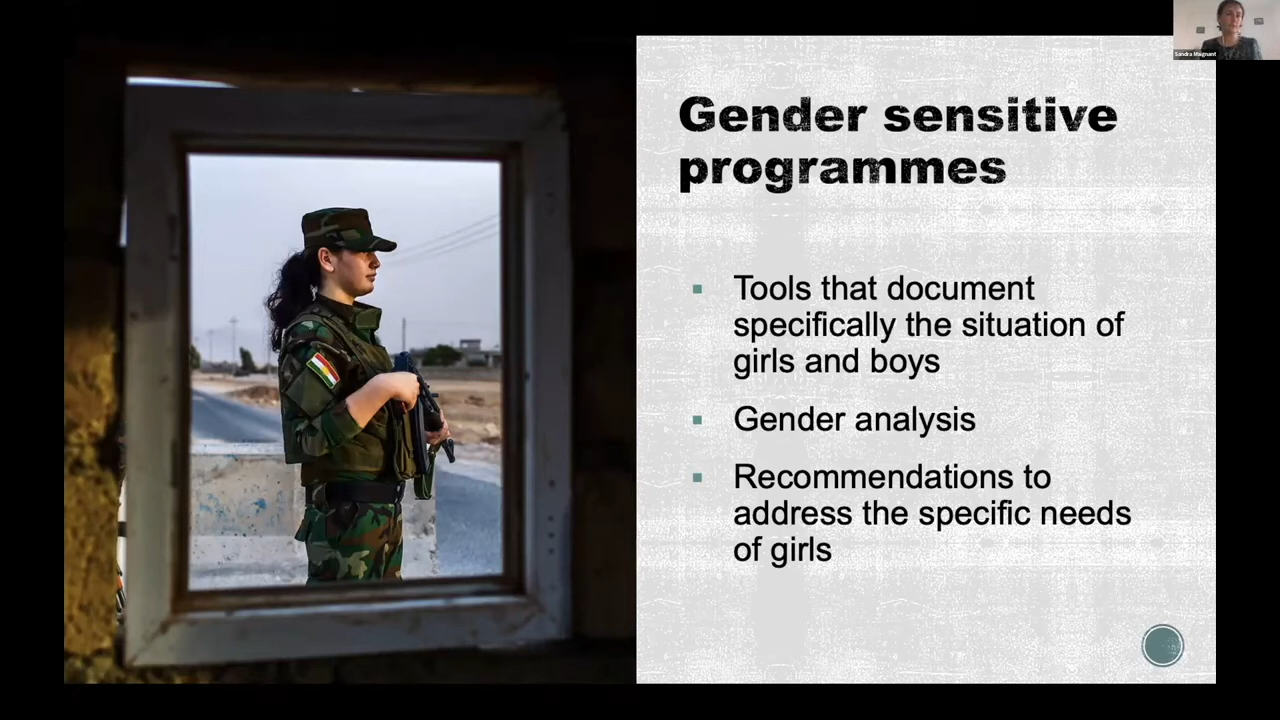 Sandra Maignant
Gender sensitive
programmes
Tools that document
specifically the situation of
girls and boys
Gender analysis
Recommendations to
address the specific needs
of girls